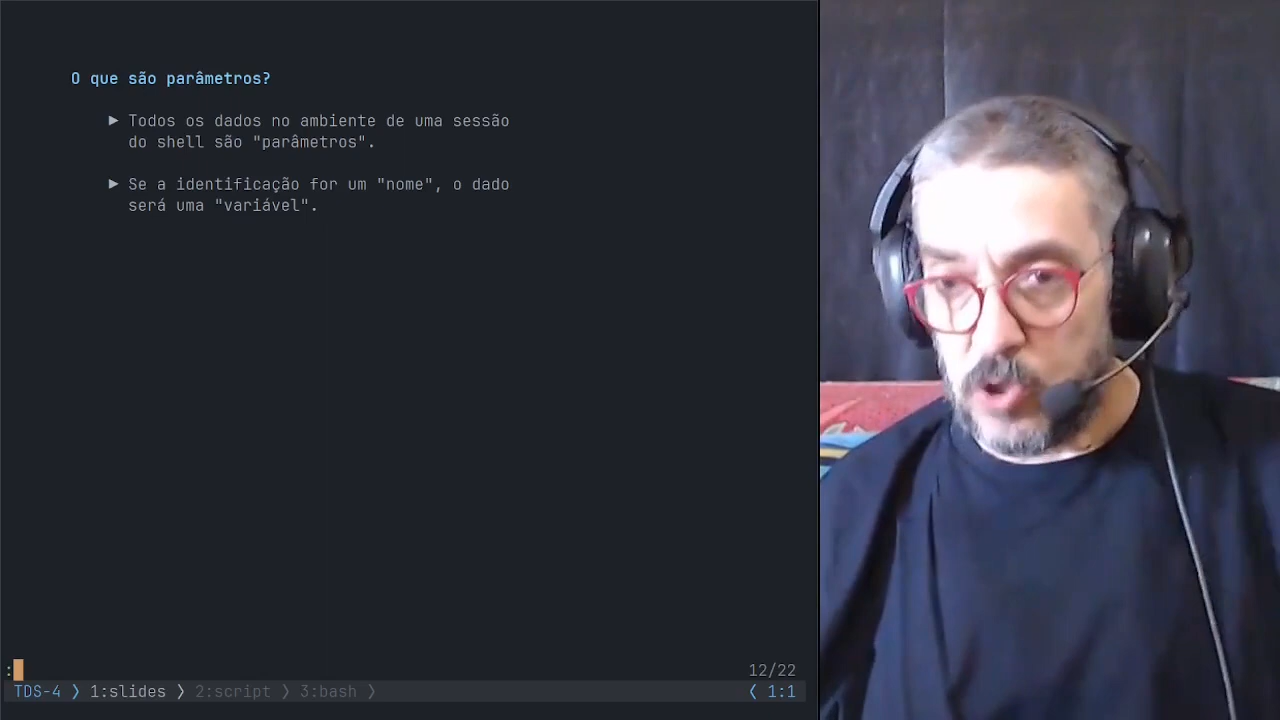 O que são parâmetros?
► Todos os dados no ambiente de uma sessão
do shell são "parâmetros".
► Se a identificação for um "nome", o dado
será uma "variável".
: 12/22
TDS-4 ❯ 1:slides ❯ 2:script ❯ 3:bash ❯ ❮ 1:1